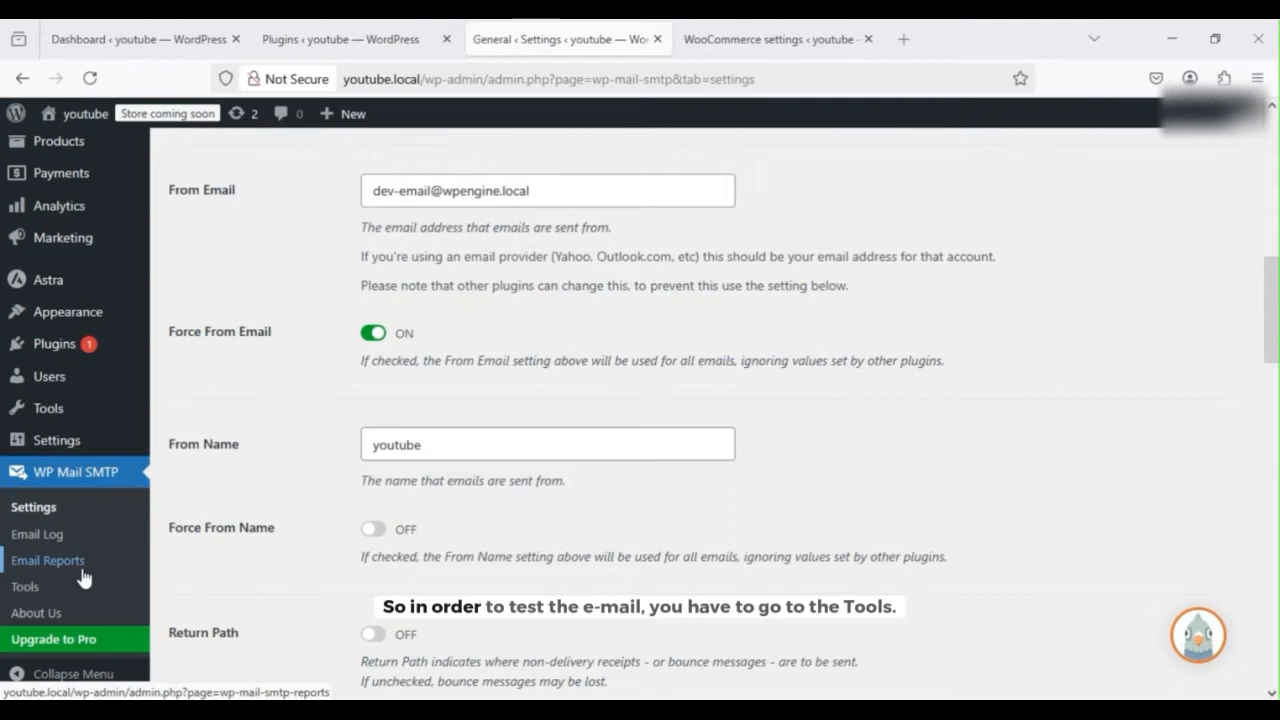 Dashboard ‹ youtube — WordPress
Plugins ‹ youtube — WordPress
General ‹ Settings ‹ youtube — Wor
WooCommerce settings ‹ youtube -
Not Secure
youtube.local/wp-admin/admin.php?page=wp-mail-smtp&tab=settings
youtube
Store coming soon
2
0
New
Products
Payments
Analytics
Marketing
Astra
Appearance
Plugins 1
Users
Tools
Settings
WP Mail SMTP
Settings
Email Log
Email Reports
Tools
About Us
Upgrade to Pro
Collapse Menu
youtube.local/wp-admin/admin.php?page=wp-mail-smtp-reports
From Email
dev-email@wpengine.local
The email address that emails are sent from.
If you're using an email provider (Yahoo, Outlook.com, etc) this should be your email address for that account.
Please note that other plugins can change this, to prevent this use the setting below.
Force From Email
ON
If checked, the From Email setting above will be used for all emails, ignoring values set by other plugins.
From Name
youtube
The name that emails are sent from.
Force From Name
OFF
If checked, the From Name setting above will be used for all emails, ignoring values set by other plugins.
So in order to test the e-mail, you have to go to the Tools.
Return Path
OFF
Return Path indicates where non-delivery receipts - or bounce messages - are to be sent.
If unchecked, bounce messages may be lost.